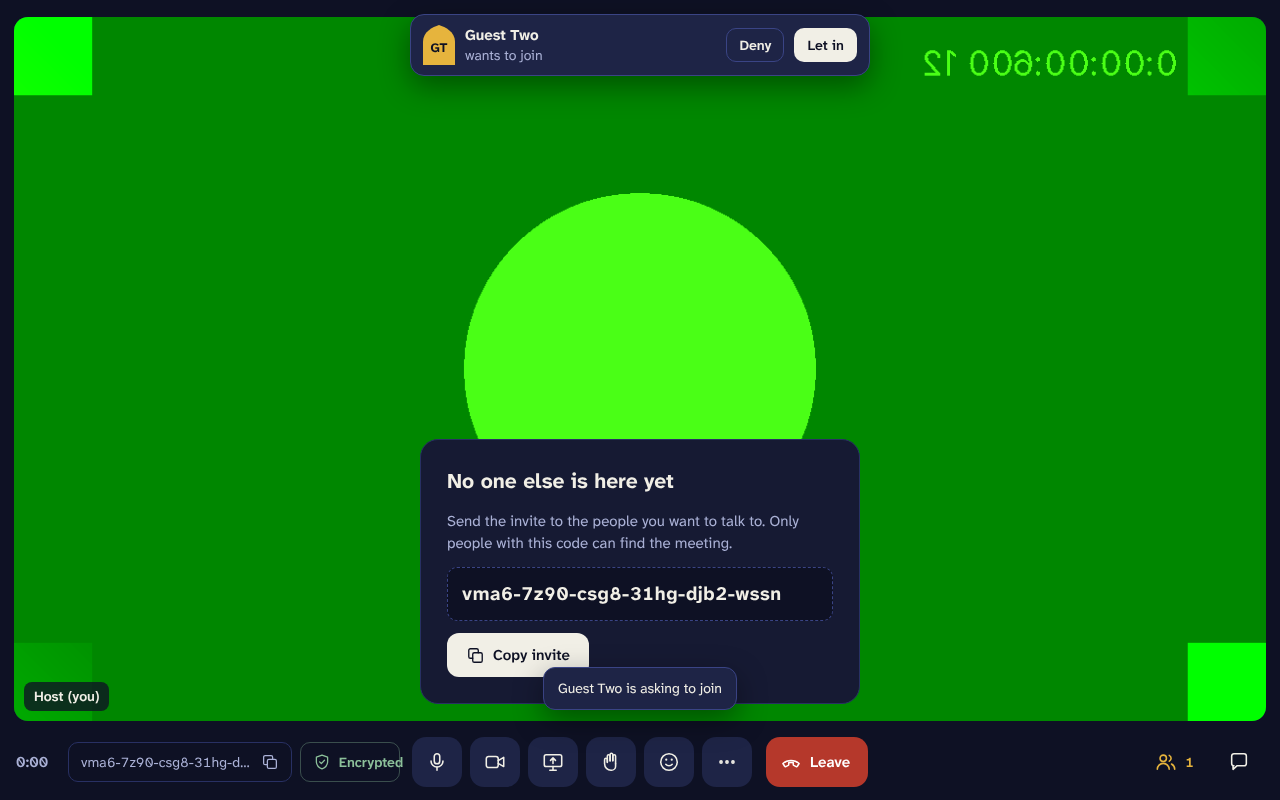 GT
Guest Two
wants to join
Deny
Let in
0:00:00:600 12
No one else is here yet
Send the invite to the people you want to talk to. Only
people with this code can find the meeting.
vma6-7z90-csg8-31hg-djb2-wssn
Copy invite
Guest Two is asking to join
Host (you)
0:00
vma6-7z90-csg8-31hg-d…
Encrypted
Leave
1